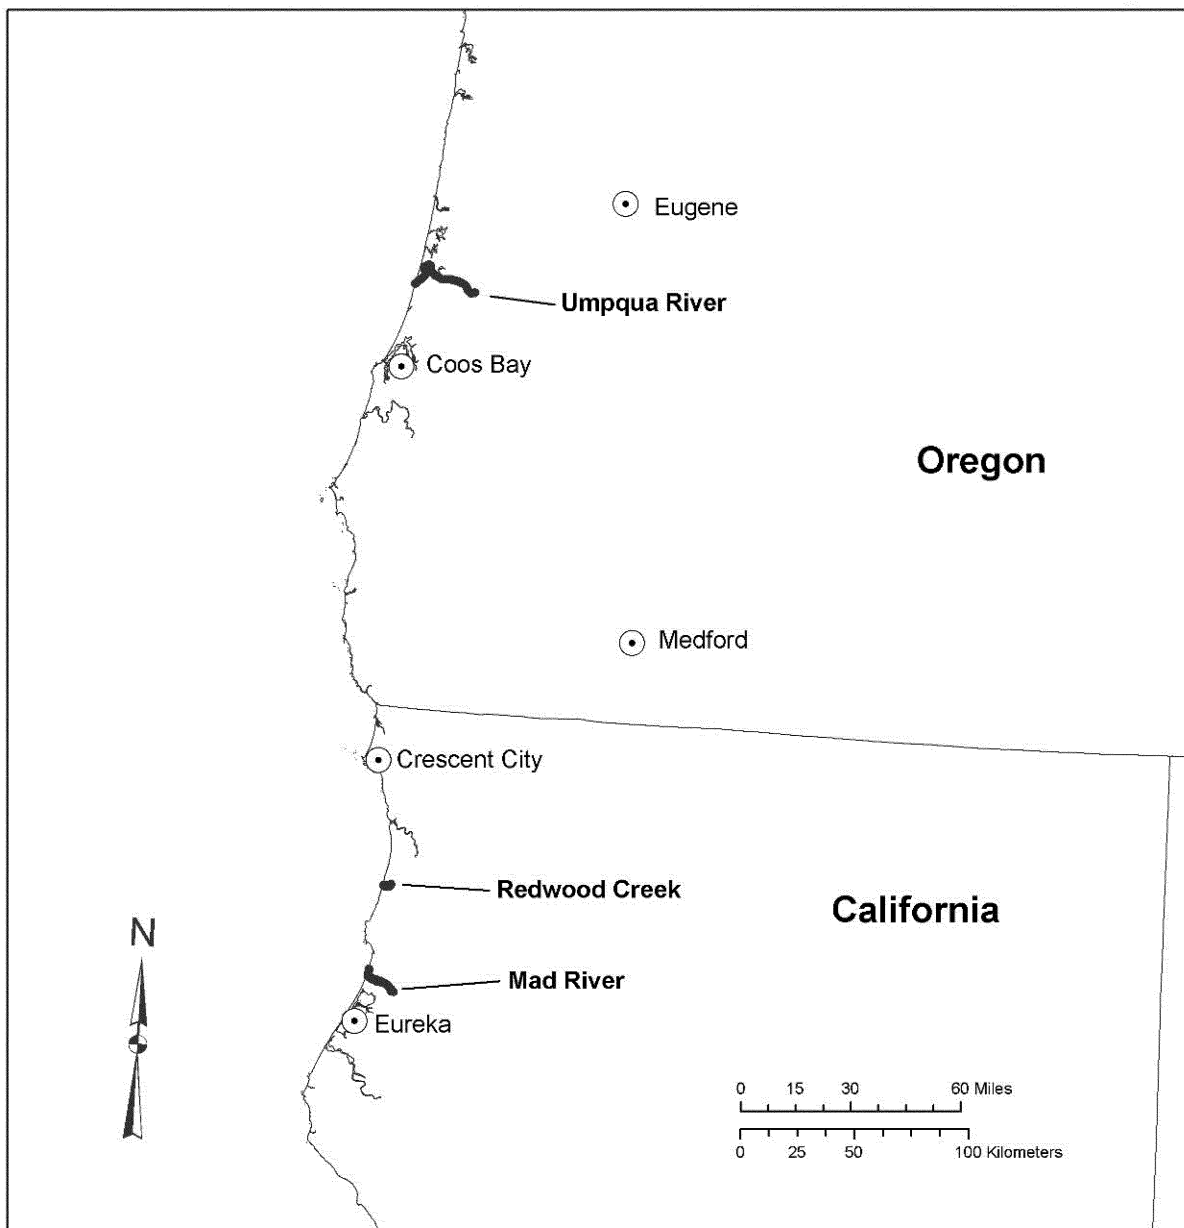 Eugene
Umpqua River
Coos Bay
Oregon
Medford
Crescent City
Redwood Creek
California
N
Mad River
Eureka
0 15 30 60 Miles
0 25 50 100 Kilometers